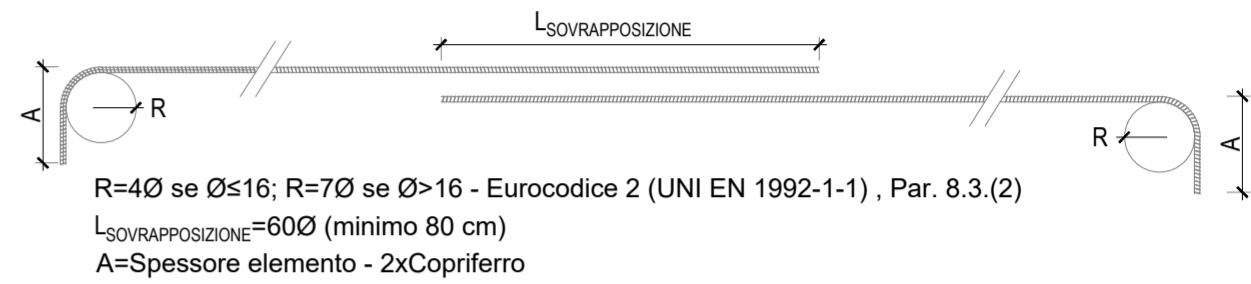 LSOVRAPPOSIZIONE
A
R
R
A
R=4Ø se Ø≤16; R=7Ø se Ø>16 - Eurocodice 2 (UNI EN 1992-1-1) , Par. 8.3.(2)
LSOVRAPPOSIZIONE=60Ø (minimo 80 cm)
A=Spessore elemento - 2xCopriferro